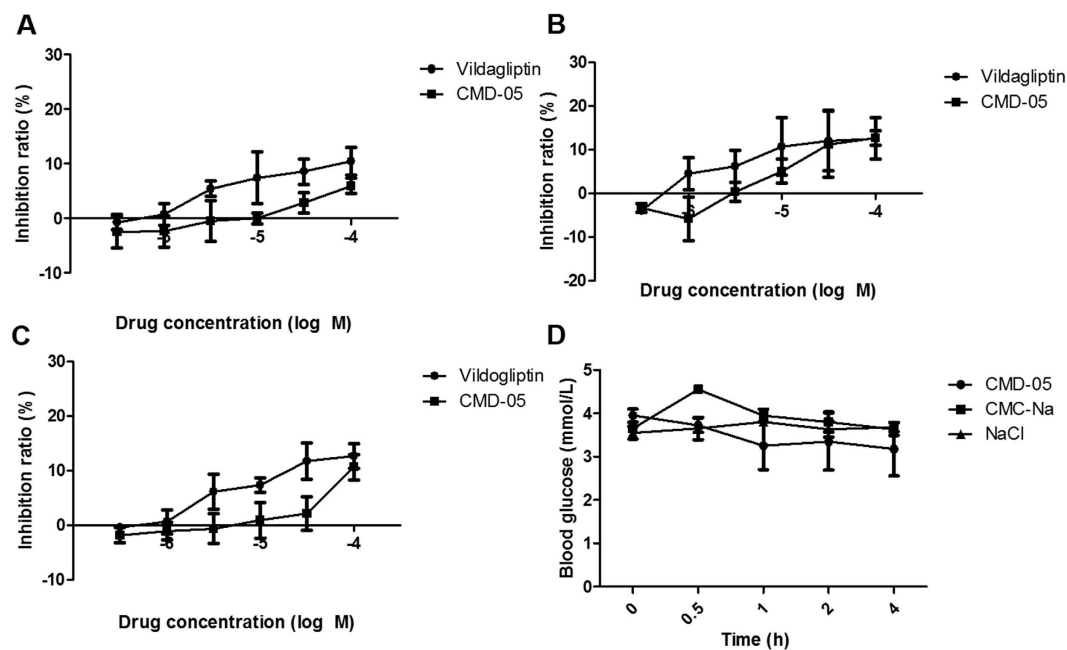 A
30
20
10
0
-10
Inhibition ratio (%)
-6
-5
-4
Drug concentration (log M)
Vildagliptin
CMD-05
B
30
20
10
0
-10
-20
Inhibition ratio (%)
-6
-5
-4
Drug concentration (log M)
Vildagliptin
CMD-05
C
30
20
10
0
-10
Inhibition ratio (%)
-6
-5
-4
Drug concentration (log M)
Vildogliptin
CMD-05
D
5
4
3
2
1
0
Blood glucose (mmol/L)
0
0.5
1
2
4
Time (h)
CMD-05
CMC-Na
NaCl